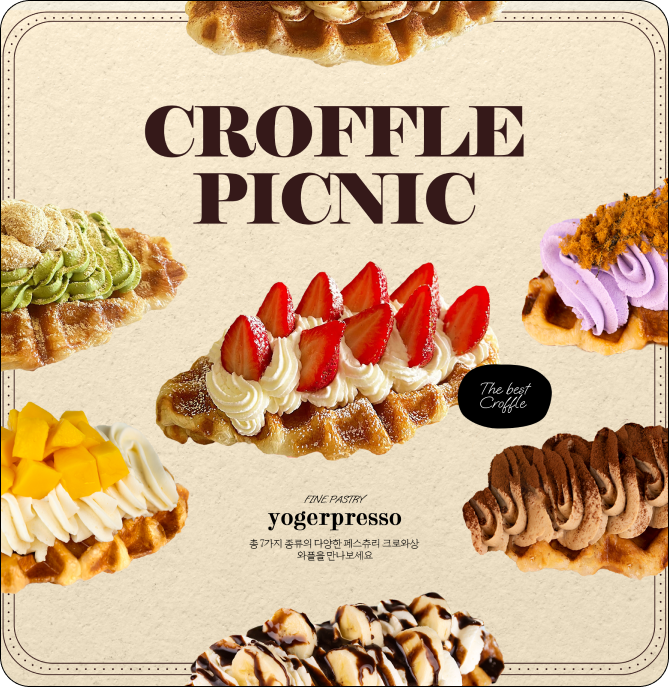 CROFFLE
PICNIC
The best
Croffle
FINE PASTRY
yogerpresso
총 7가지 종류의 다양한 페스츄리 크로와상
와플을 만나보세요